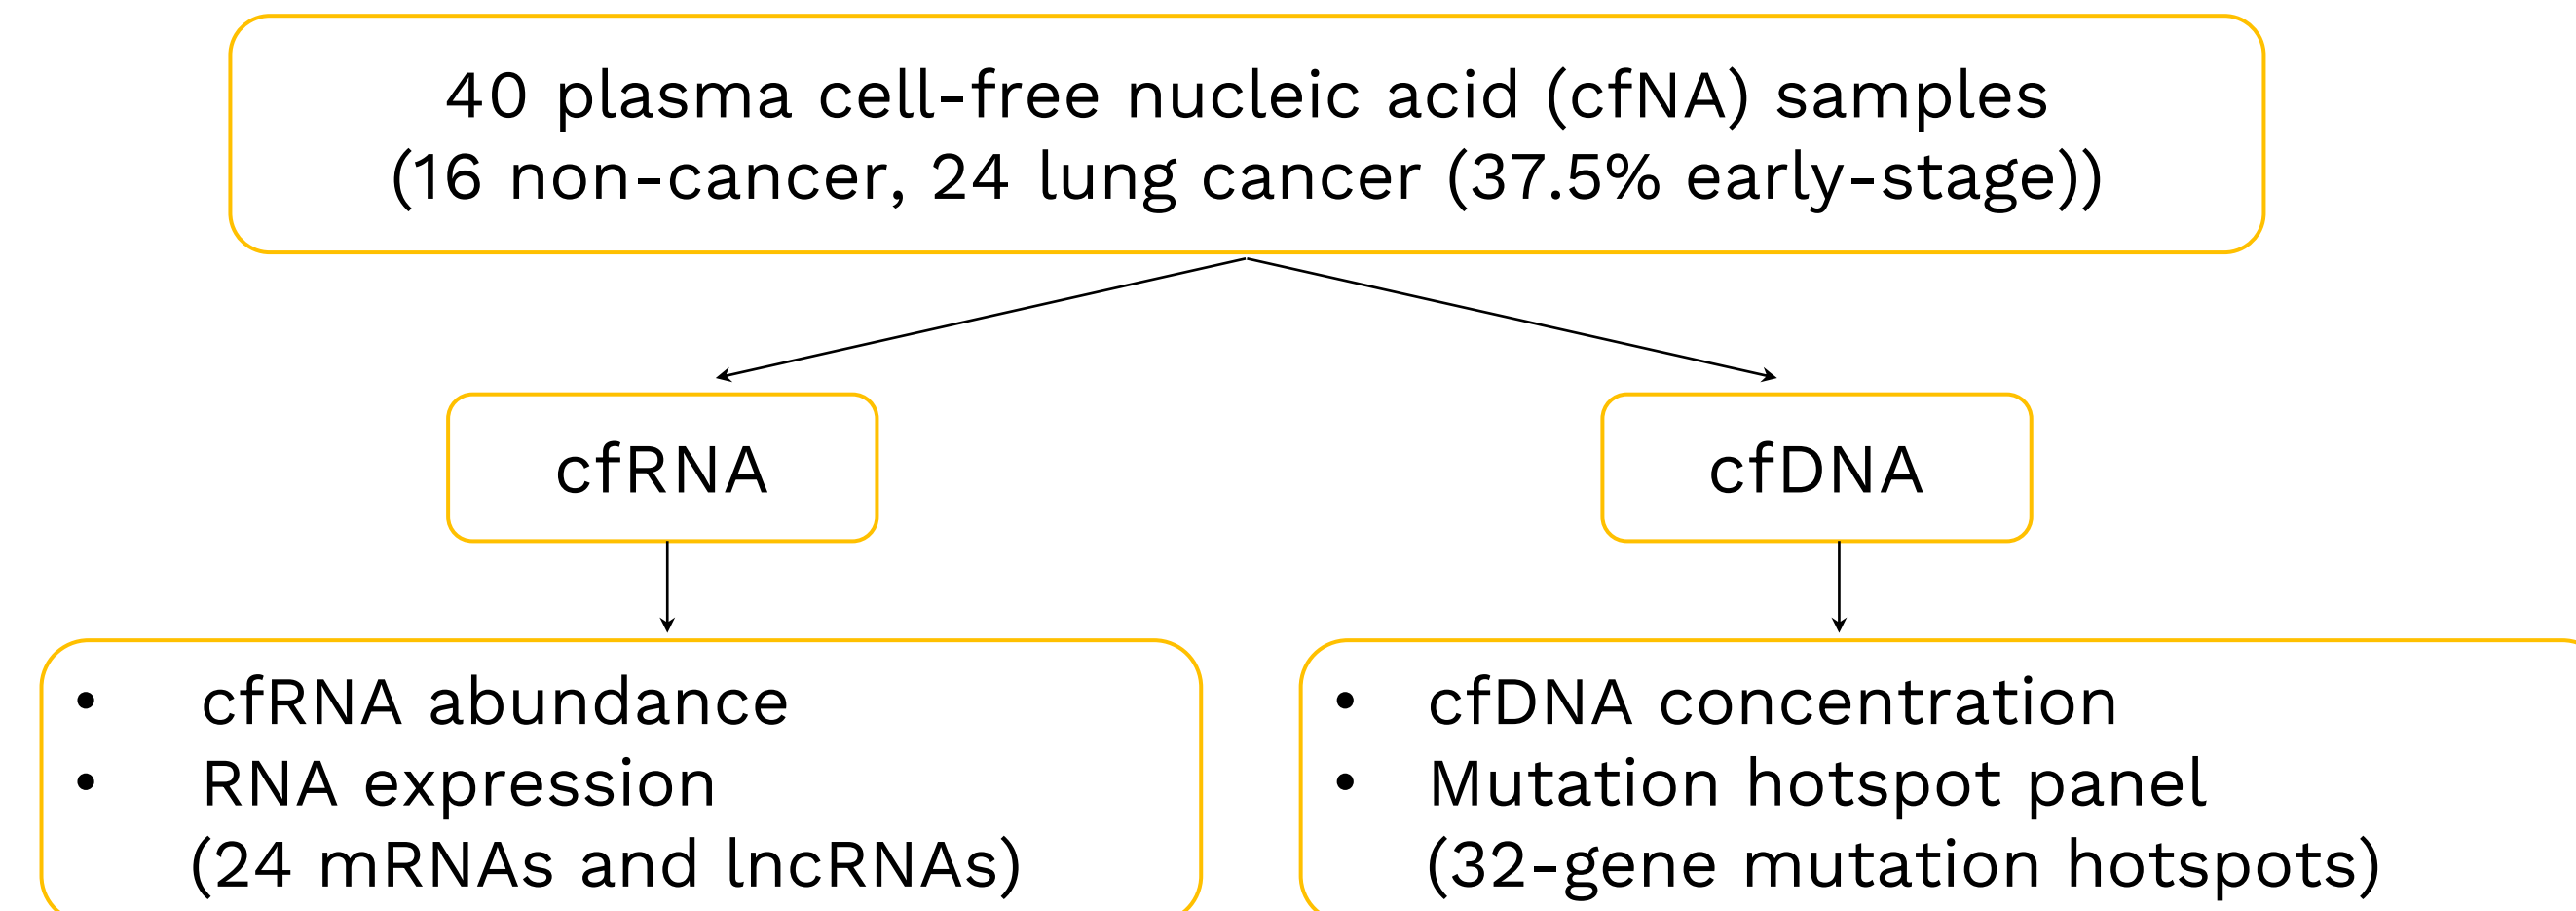 40 plasma cell-free nucleic acid (cfNA) samples
(16 non-cancer, 24 lung cancer (37.5% early-stage))
cfRNA
cfDNA
• cfRNA abundance
• RNA expression
(24 mRNAs and lncRNAs)
• cfDNA concentration
• Mutation hotspot panel
(32-gene mutation hotspots)